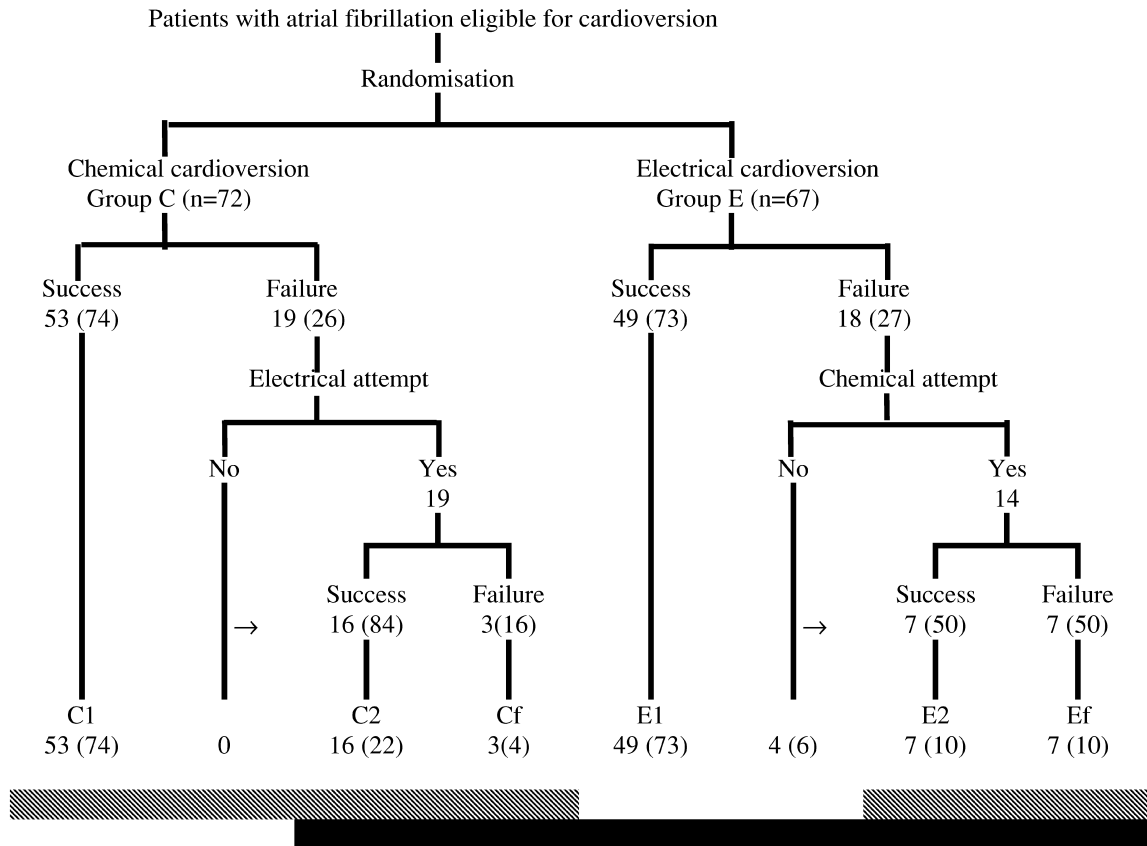 Patients with atrial fibrillation eligible for cardioversion
Randomisation
Chemical cardioversion
Group C (n=72)
Electrical cardioversion
Group E (n=67)
Success
53 (74)
Failure
19 (26)
Success
49 (73)
Failure
18 (27)
Electrical attempt
Chemical attempt
No
Yes
19
No
Yes
14
Success
16 (84)
Failure
3(16)
Success
7 (50)
Failure
7 (50)
→
→
C1
53 (74)
0
C2
16 (22)
Cf
3(4)
E1
49 (73)
4 (6)
E2
7 (10)
Ef
7 (10)